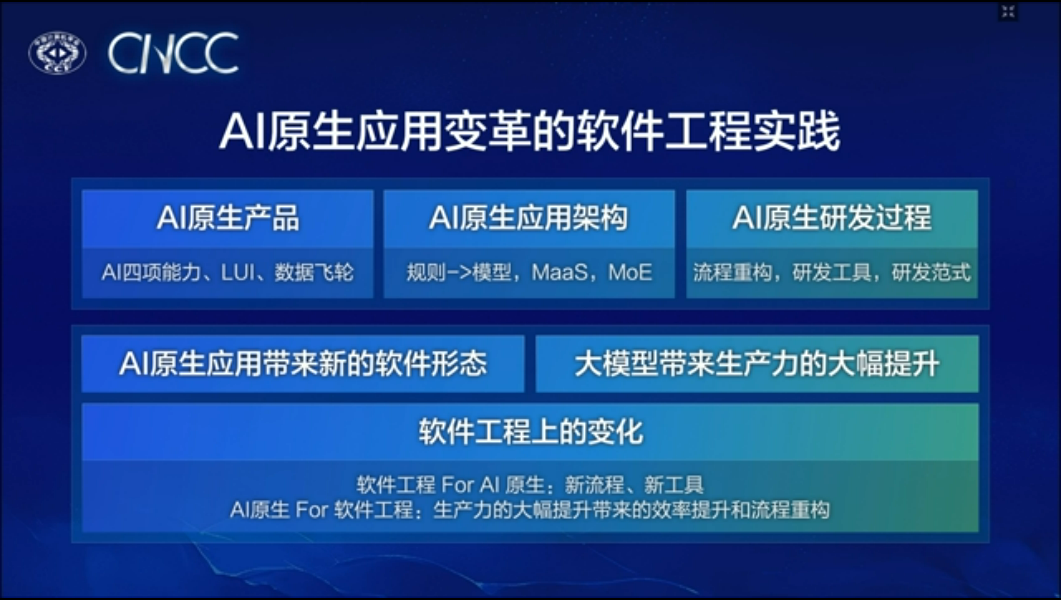 CCF
CNCC
AI原生应用变革的软件工程实践
AI原生产品
AI四项能力、LUI、数据飞轮
AI原生应用架构
规则->模型，MaaS，MoE
AI原生研发过程
流程重构，研发工具，研发范式
AI原生应用带来新的软件形态
大模型带来生产力的大幅提升
软件工程上的变化
软件工程 For AI 原生：新流程、新工具
AI原生 For 软件工程：生产力的大幅提升带来的效率提升和流程重构